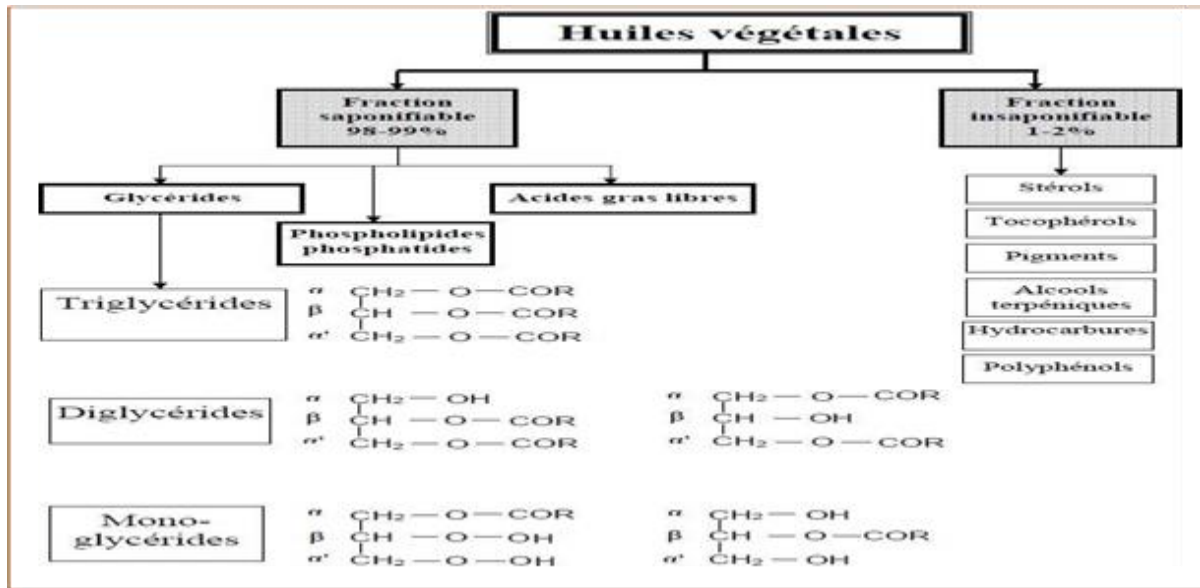 Huiles végétales
Fraction
saponifiable
98-99%
Fraction
insaponifiable
1-2%
Glycérides
Acides gras libres
Phospholipides
phosphatides
Stérols
Tocophérols
Pigments
Alcools
terpéniques
Hydrocarbures
Polyphénols
Triglycérides
α CH₂ — O — COR
β CH — O — COR
α' CH₂ — O — COR
Diglycérides
α CH₂ — OH
β CH — O — COR
α' CH₂ — O — COR
α CH₂ — O — COR
β CH — OH
α' CH₂ — O — COR
Mono-
glycérides
α CH₂ — O — COR
β CH — O — OH
α' CH₂ — O — OH
α CH₂ — OH
β CH — O — COR
α' CH₂ — OH